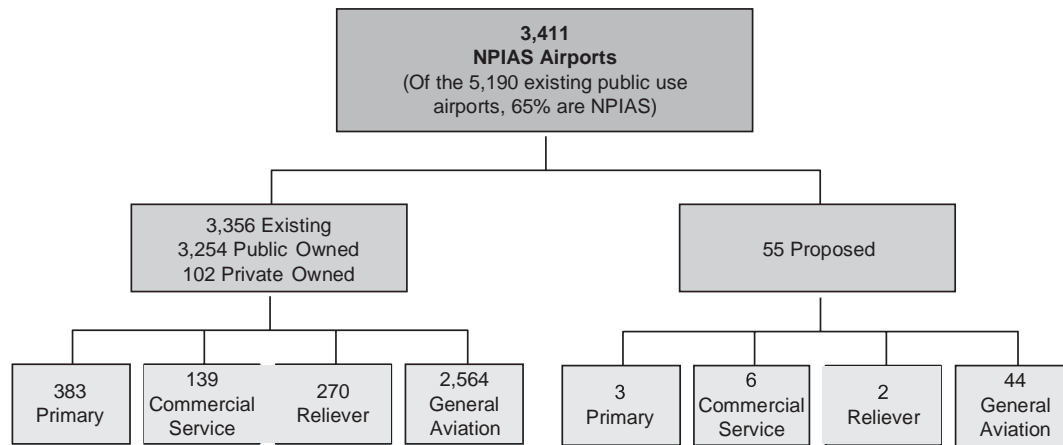 3,411
NPIAS Airports
(Of the 5,190 existing public use
airports, 65% are NPIAS)
3,356 Existing
3,254 Public Owned
102 Private Owned
55 Proposed
383
Primary
139
Commercial
Service
270
Reliever
2,564
General
Aviation
3
Primary
6
Commercial
Service
2
Reliever
44
General
Aviation